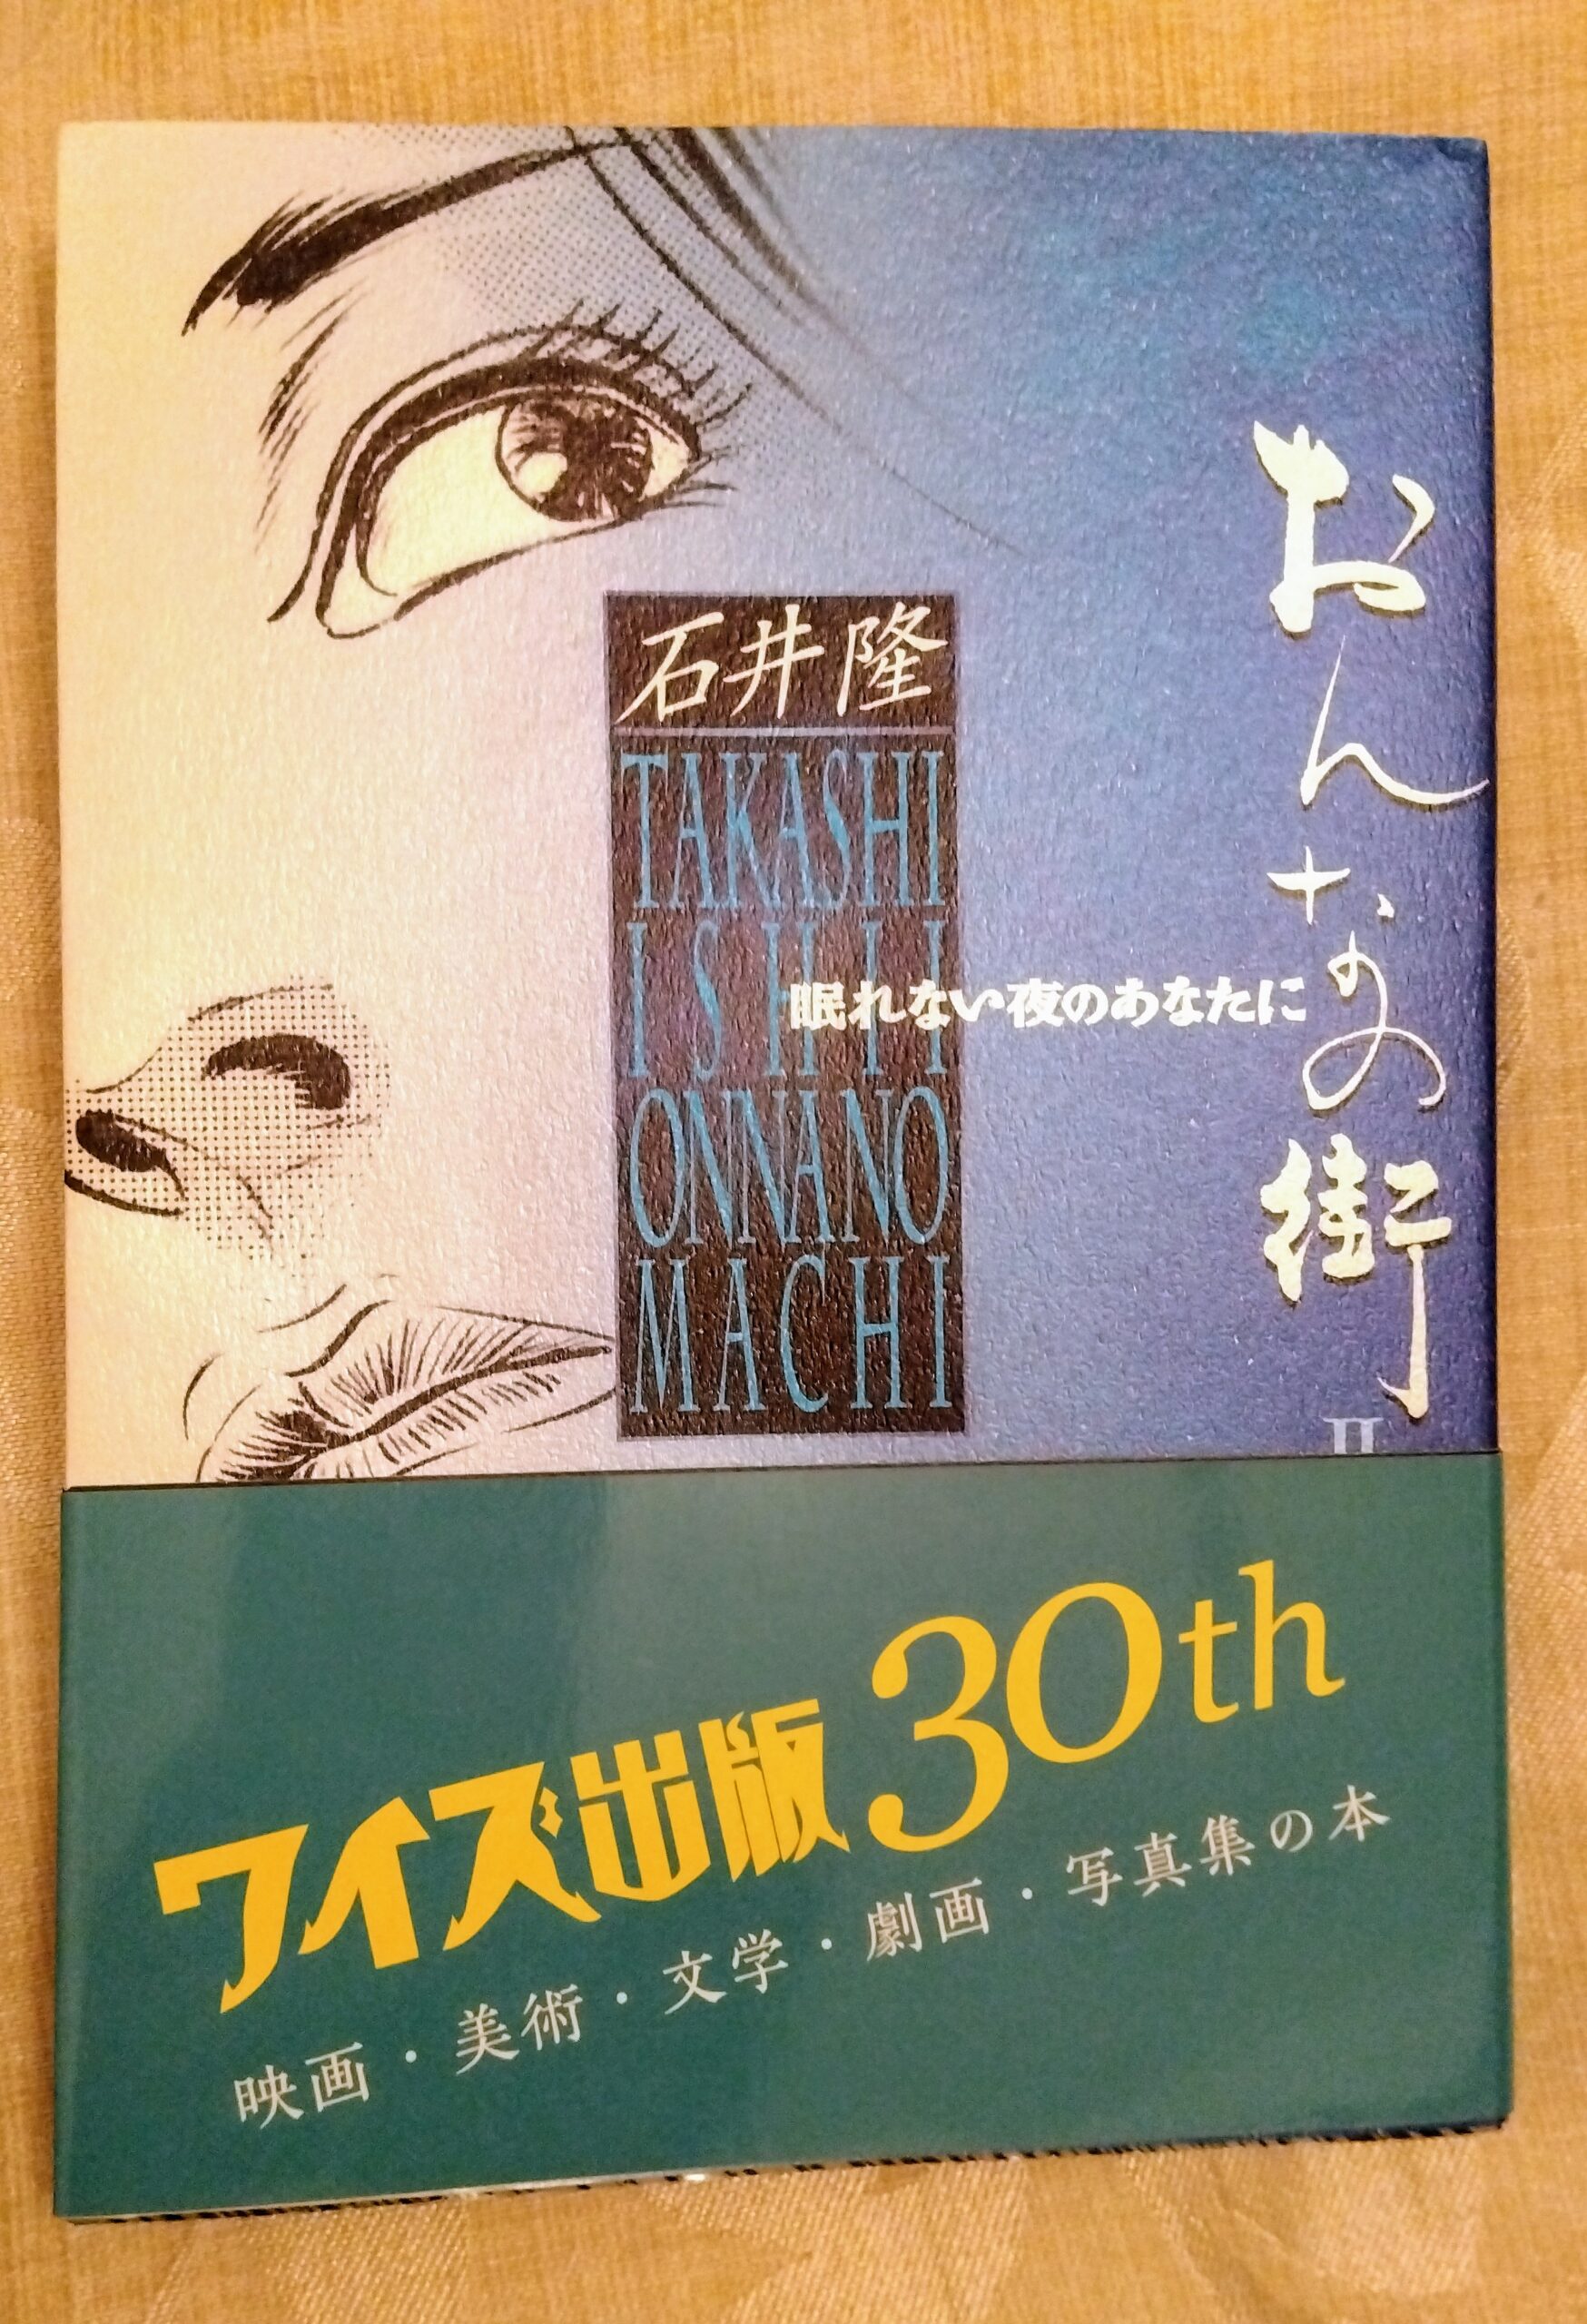 おんなの街
II
眠れない夜のあなたに
石井隆
TAKASHI
ISHII
ONNANO
MACHI
ワイズ出版30th
映画・美術・文学・劇画・写真集の本